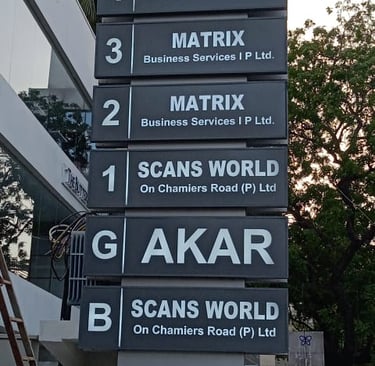 3
MATRIX
Business Services I P Ltd.
2
MATRIX
Business Services I P Ltd.
1
SCANS WORLD
On Chamiers Road (P) Ltd
G
AKAR
B
SCANS WORLD
On Chamiers Road (P) Ltd